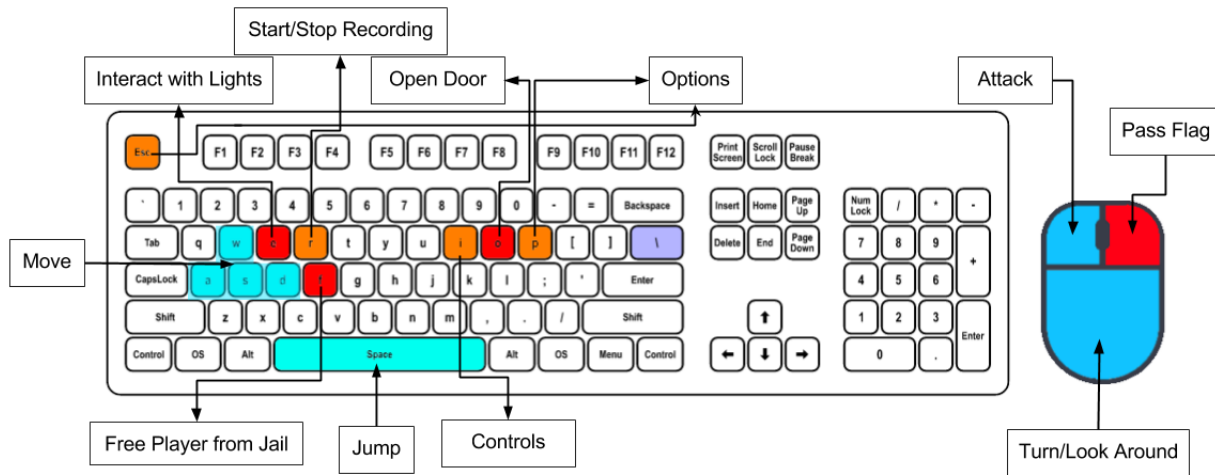 Start/Stop Recording
Interact with Lights
Open Door
Options
Attack
Pass Flag
Esc F1 F2 F3 F4 F5 F6 F7 F8 F9 F10 F11 F12 Print Screen Scroll Lock Pause Break
` 1 2 3 4 5 6 7 8 9 0 - = Backspace Insert Home Page Up Num Lock / * -
Tab q w e r t y u i o p [ ] \ Delete End Page Down 7 8 9 +
Move
CapsLock a s d f g h j k l ; ' Enter 4 5 6
Shift z x c v b n m , . / Shift 1 2 3 Enter
Control OS Alt Space Alt OS Menu Control 0 .
Free Player from Jail
Jump
Controls
Turn/Look Around